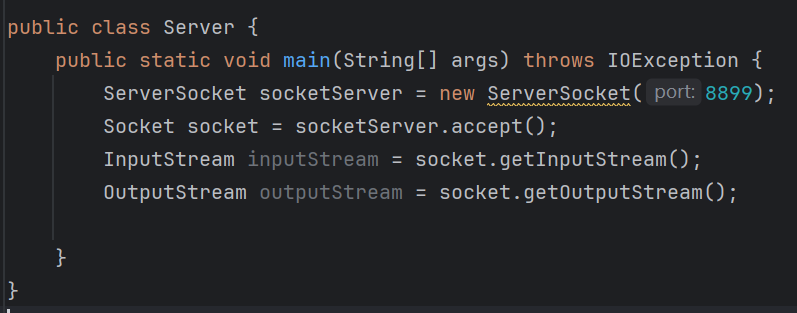 public class Server {
    public static void main(String[] args) throws IOException {
        ServerSocket socketServer = new ServerSocket( port: 8899);
        Socket socket = socketServer.accept();
        InputStream inputStream = socket.getInputStream();
        OutputStream outputStream = socket.getOutputStream();
    }
}